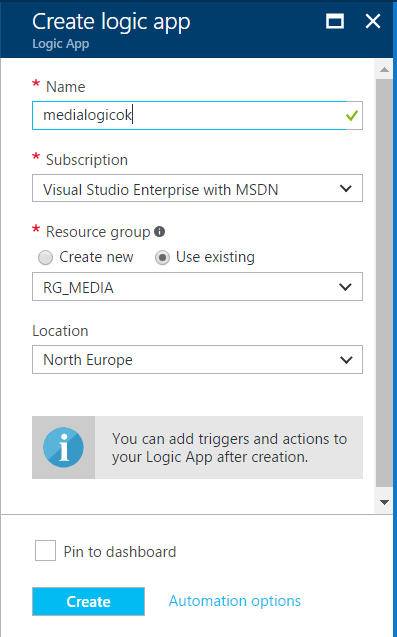 Create logic app
Logic App
* Name
medialogicok
* Subscription
Visual Studio Enterprise with MSDN
* Resource group
Create new
Use existing
RG_MEDIA
Location
North Europe
You can add triggers and actions to
your Logic App after creation.
Pin to dashboard
Create
Automation options